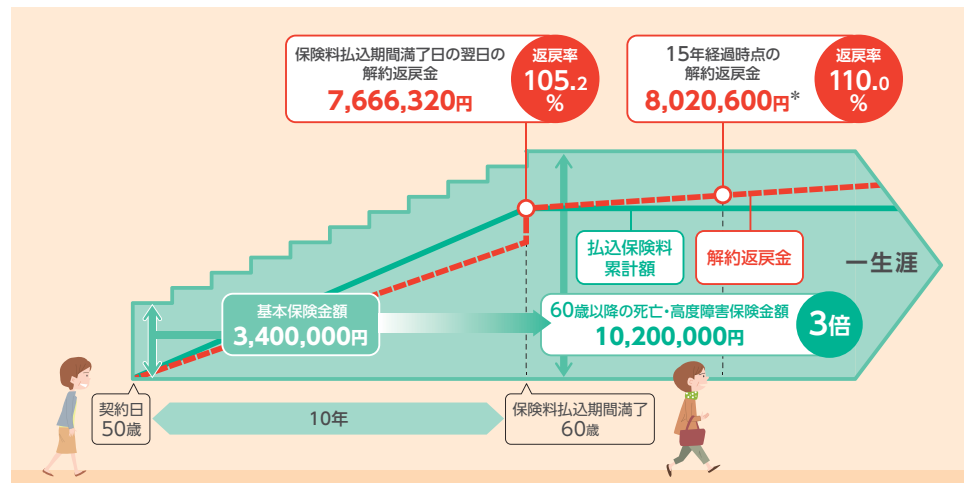 保険料払込期間満了日の翌日の
解約返戻金
7,666,320円
返戻率
105.2
%
15年経過時点の
解約返戻金
8,020,600円*
返戻率
110.0
%
払込保険料
累計額
解約返戻金
一生涯
基本保険金額
3,400,000円
60歳以降の死亡・高度障害保険金額
10,200,000円
3倍
契約日
50歳
10年
保険料払込期間満了
60歳